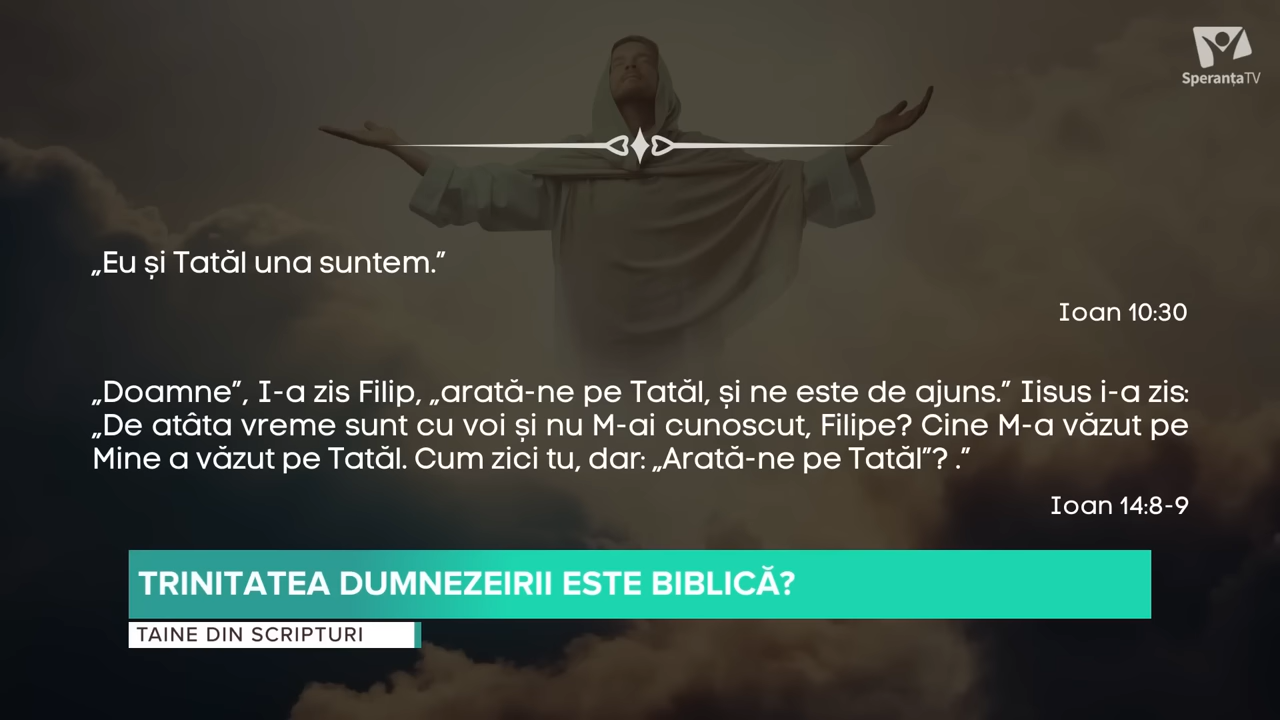 SperanțaTV
„Eu și Tatăl una suntem.”
Ioan 10:30
„Doamne”, I-a zis Filip, „arată-ne pe Tatăl, și ne este de ajuns.” Iisus i-a zis:
„De atâta vreme sunt cu voi și nu M-ai cunoscut, Filipe? Cine M-a văzut pe
Mine a văzut pe Tatăl. Cum zici tu, dar: „Arată-ne pe Tatăl”? .”
Ioan 14:8-9
TRINITATEA DUMNEZEIRII ESTE BIBLICĂ?
TAINE DIN SCRIPTURI